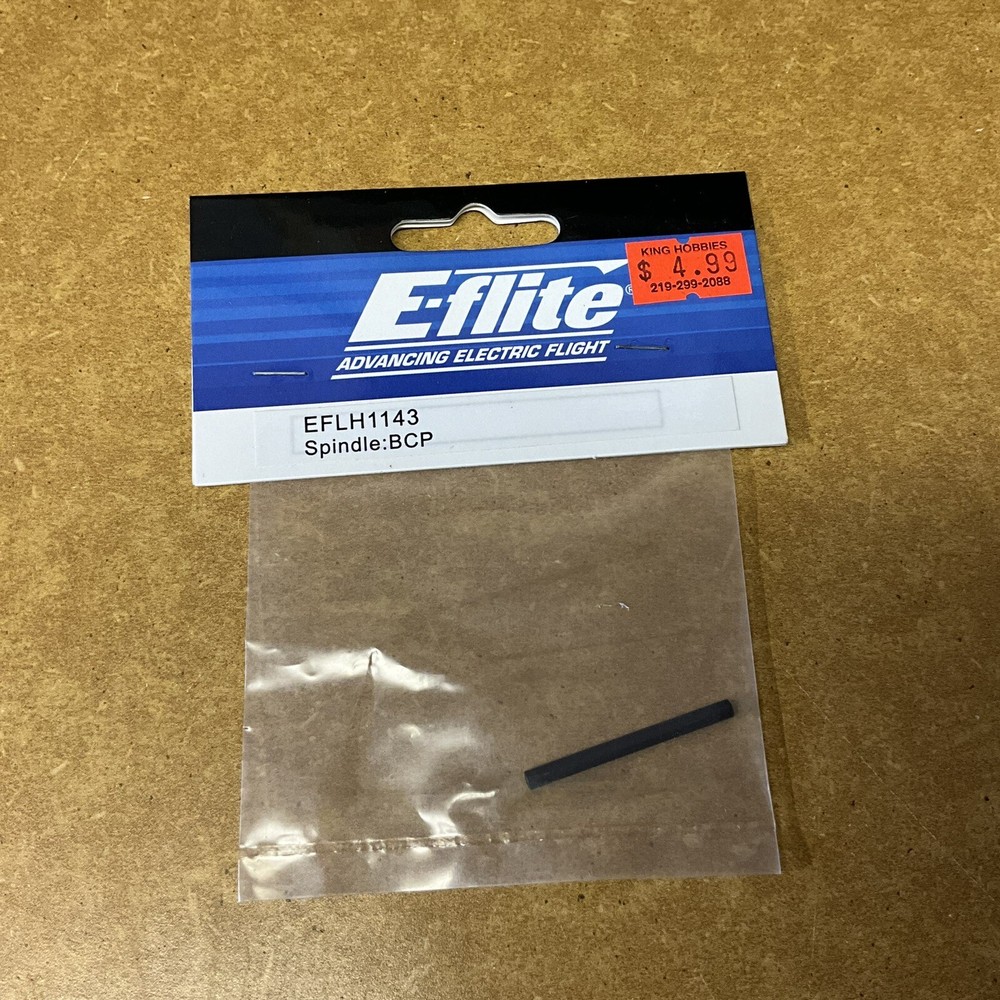 KING HOBBIES
$ 4.99
219-299-2088
E-flite®
ADVANCING ELECTRIC FLIGHT
EFLH1143
Spindle:BCP